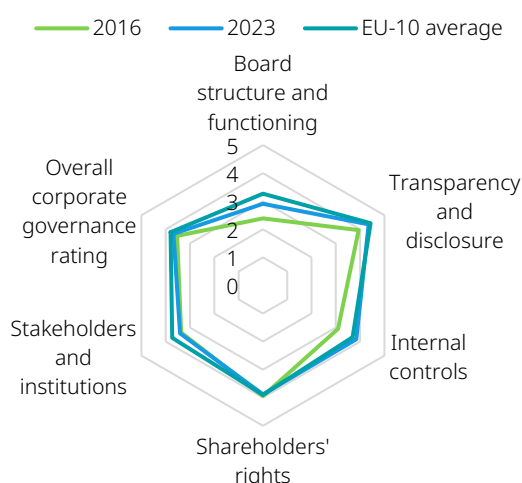 2016 2023 EU-10 average
Board
structure and
functioning
5
4
3
2
1
0
Transparency
and
disclosure
Internal
controls
Shareholders'
rights
Stakeholders
and
institutions
Overall
corporate
governance
rating